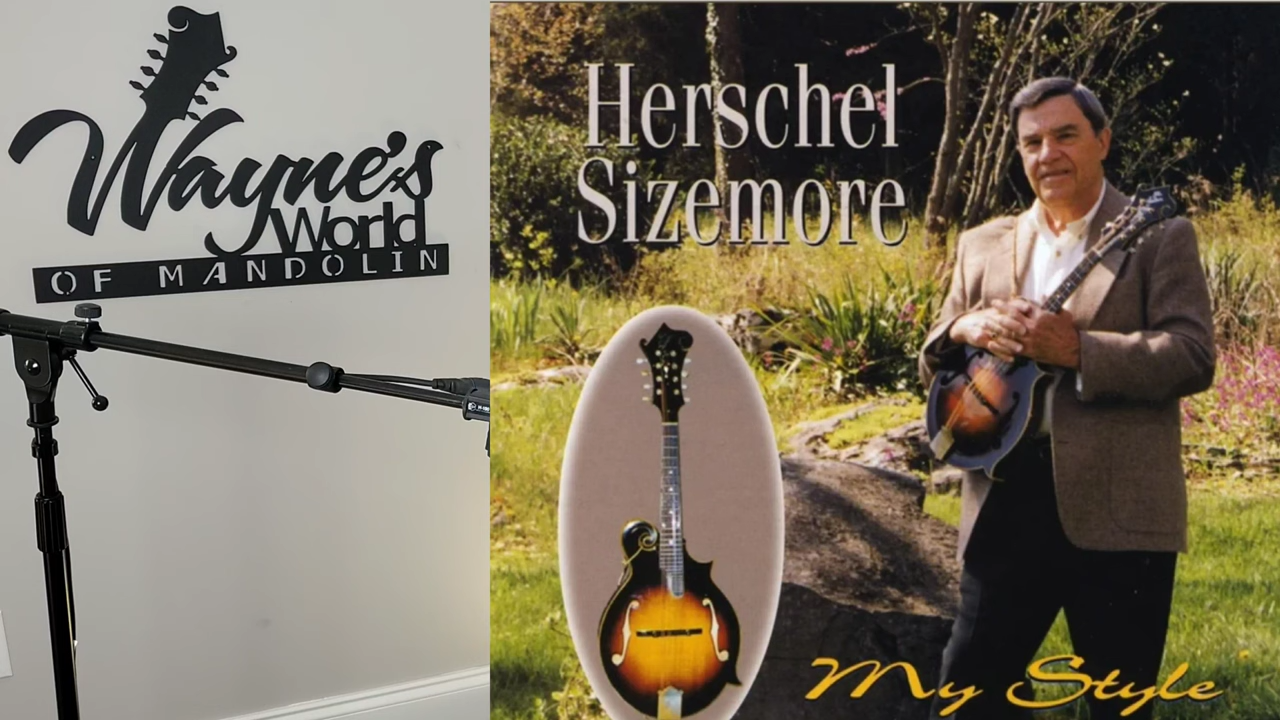 Wayne's
World
OF MANDOLIN
Herschel
Sizemore
My Style